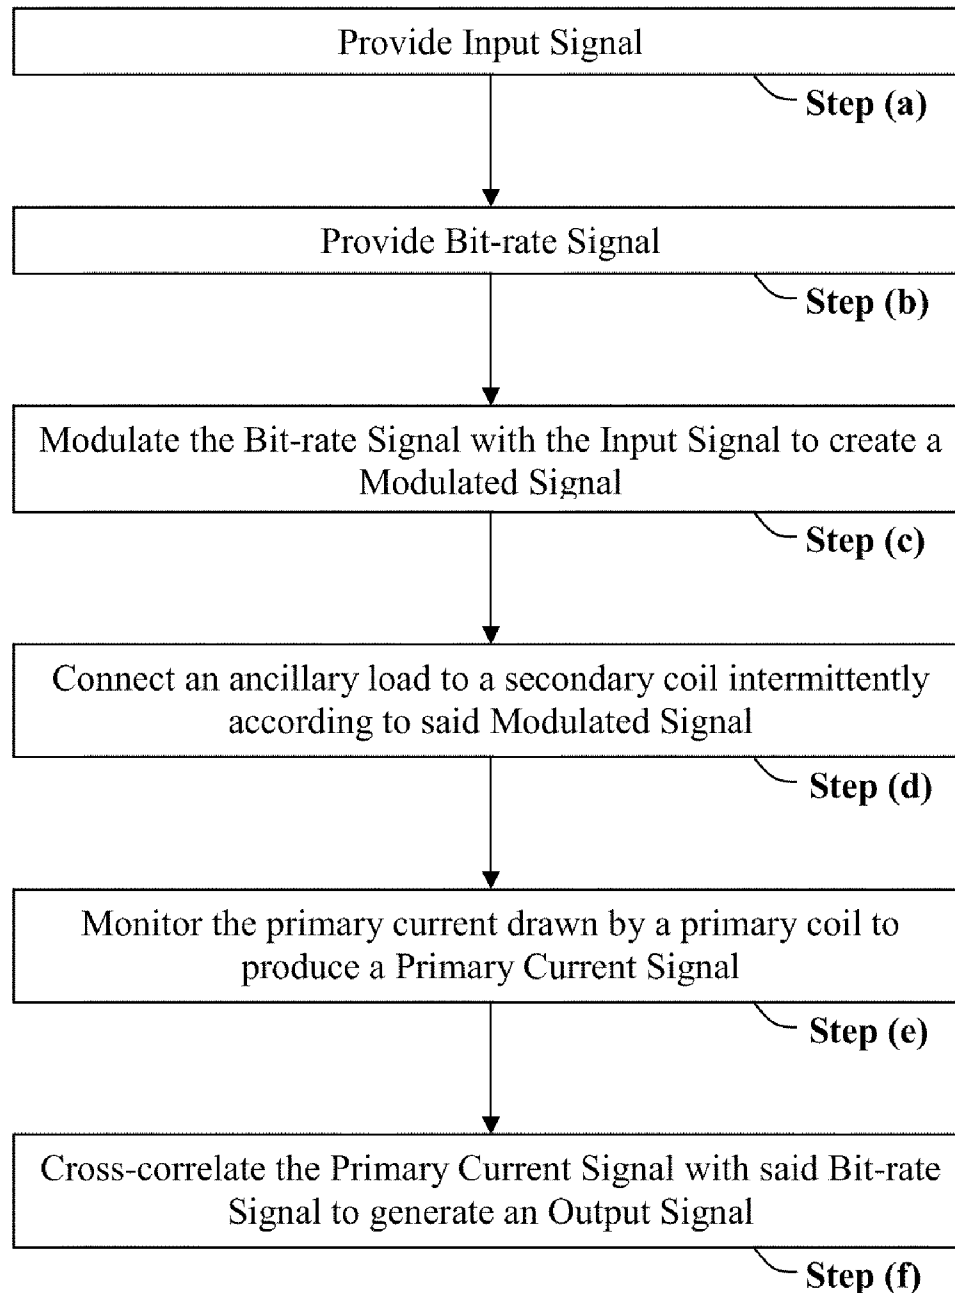 Provide Input Signal
Step (a)
Provide Bit-rate Signal
Step (b)
Modulate the Bit-rate Signal with the Input Signal to create a
Modulated Signal
Step (c)
Connect an ancillary load to a secondary coil intermittently
according to said Modulated Signal
Step (d)
Monitor the primary current drawn by a primary coil to
produce a Primary Current Signal
Step (e)
Cross-correlate the Primary Current Signal with said Bit-rate
Signal to generate an Output Signal
Step (f)